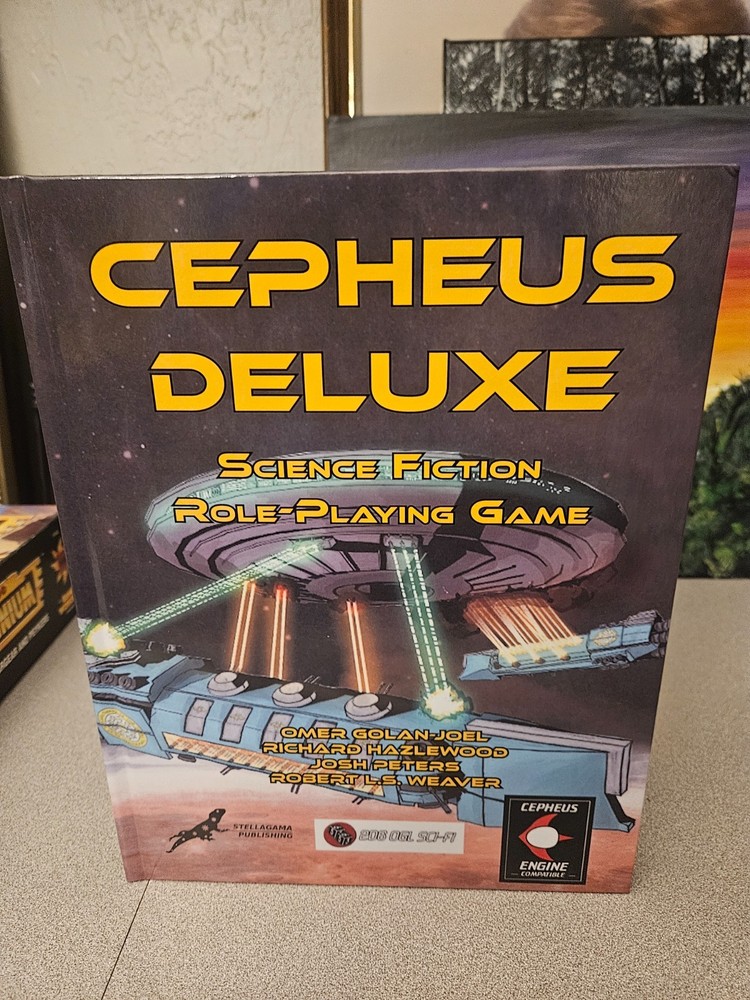 CEPHEUS
DELUXE
SCIENCE FICTION
ROLE-PLAYING GAME
OMER GOLAN-JOEL
RICHARD HAZLEWOOD
JOSH PETERS
ROBERT L.S. WEAVER
STELLAGAMA
PUBLISHING
2D6 OGL SCI-FI
CEPHEUS
ENGINE
COMPATIBLE